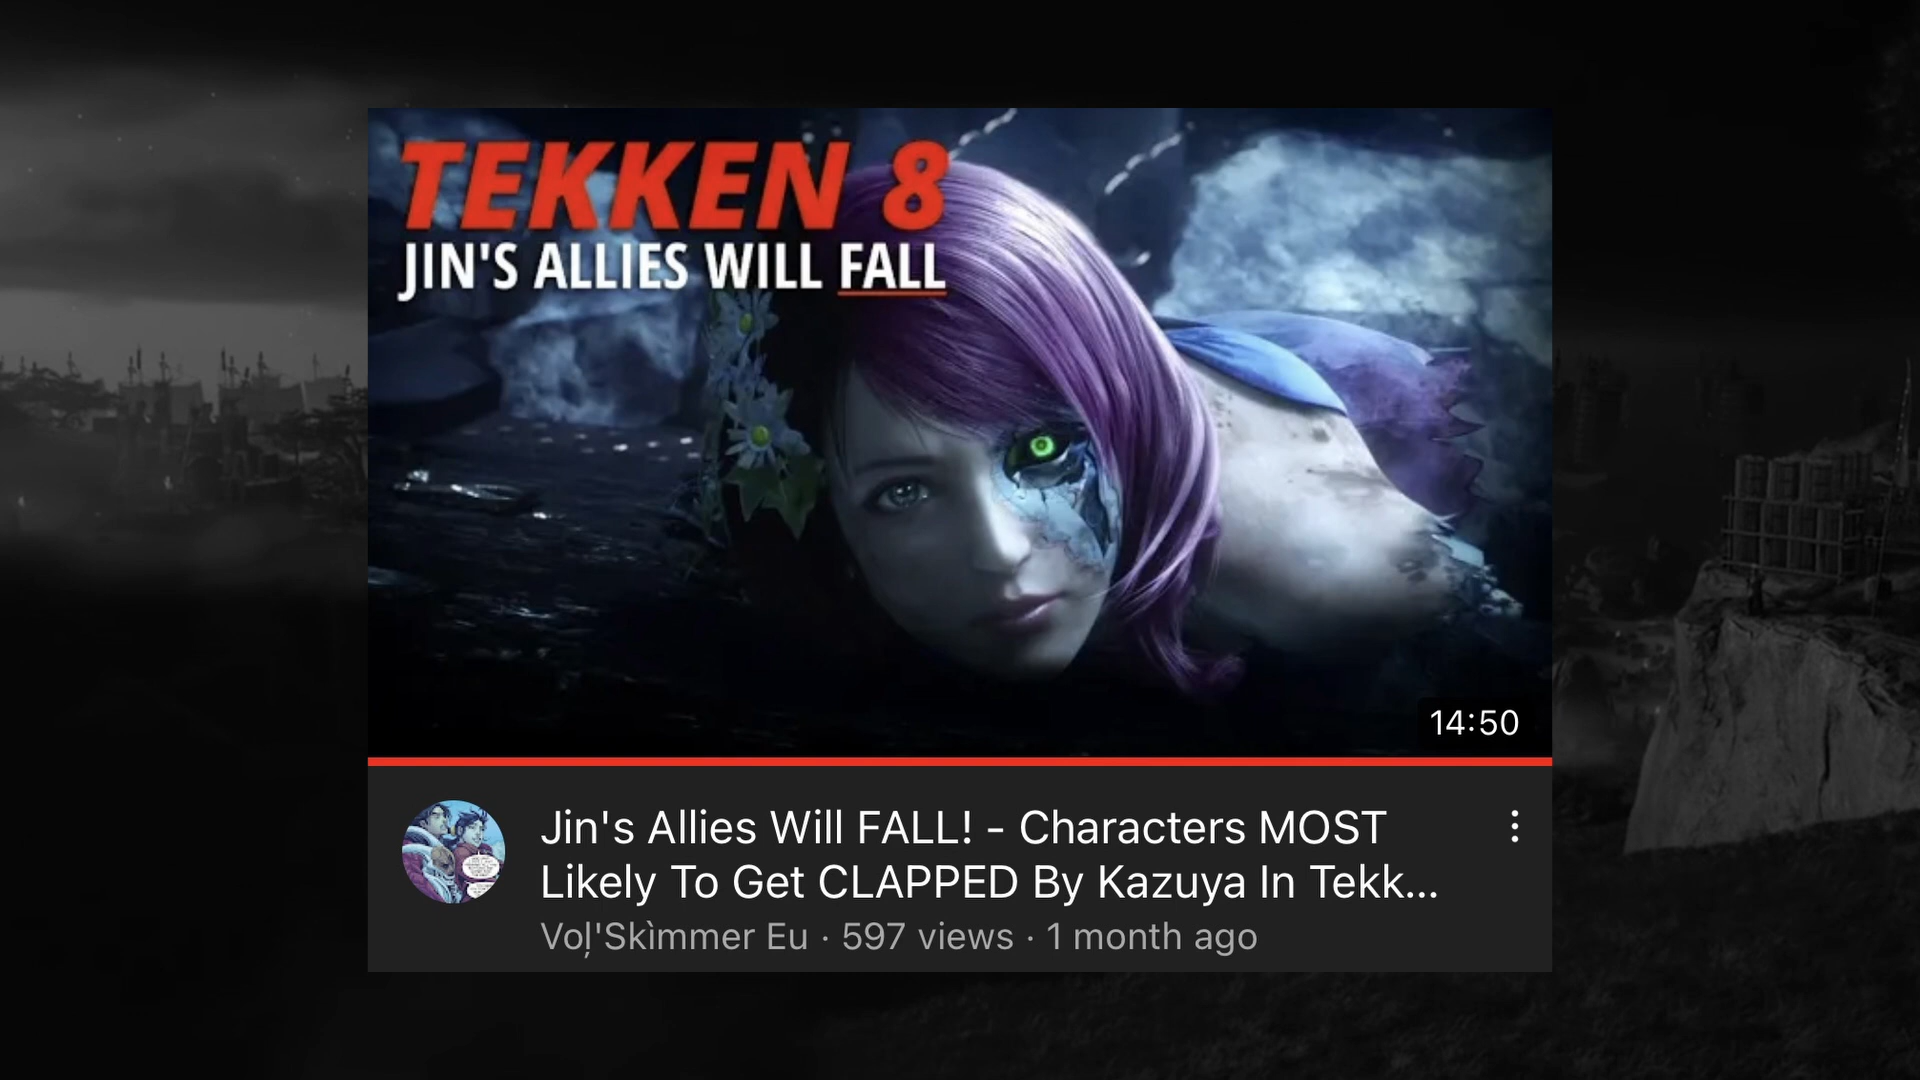 TEKKEN 8
JIN'S ALLIES WILL FALL
14:50
Jin's Allies Will FALL! - Characters MOST
Likely To Get CLAPPED By Kazuya In Tekk...
Voļ'Skìmmer Eu · 597 views · 1 month ago